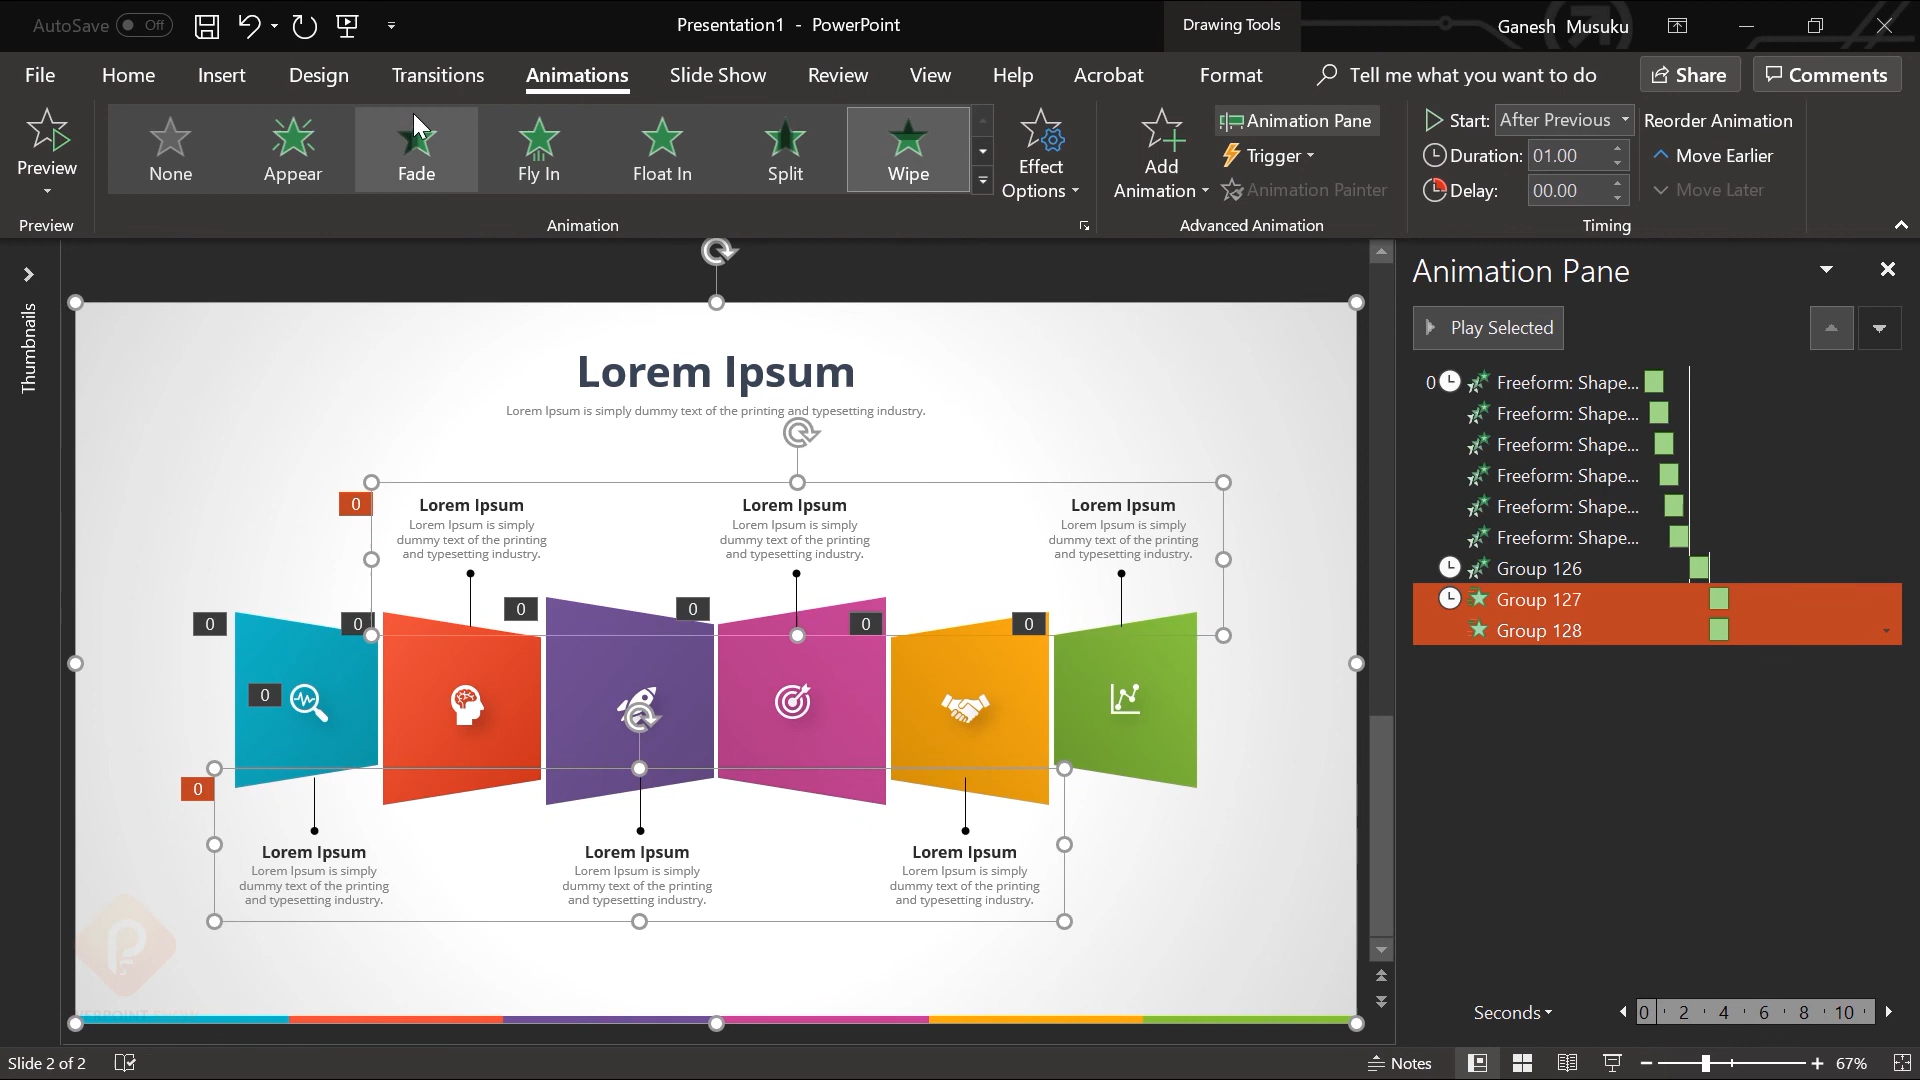 AutoSave Off
Presentation1 - PowerPoint
Drawing Tools
Ganesh Musuku
File Home Insert Design Transitions Animations Slide Show Review View Help Acrobat Format Tell me what you want to do Share Comments
Preview
None Appear Fade Fly In Float In Split Wipe
Effect Options
Add Animation
Animation Pane
Trigger
Animation Painter
Start: After Previous
Duration: 01.00
Delay: 00.00
Reorder Animation
Move Earlier
Move Later
Preview Animation Advanced Animation Timing
Thumbnails
Lorem Ipsum
Lorem Ipsum is simply dummy text of the printing and typesetting industry.
0
Lorem Ipsum
Lorem Ipsum is simply
dummy text of the printing
and typesetting industry.
Lorem Ipsum
Lorem Ipsum is simply
dummy text of the printing
and typesetting industry.
Lorem Ipsum
Lorem Ipsum is simply
dummy text of the printing
and typesetting industry.
0 0 0 0 0 0
0
0
Lorem Ipsum
Lorem Ipsum is simply
dummy text of the printing
and typesetting industry.
Lorem Ipsum
Lorem Ipsum is simply
dummy text of the printing
and typesetting industry.
Lorem Ipsum
Lorem Ipsum is simply
dummy text of the printing
and typesetting industry.
Animation Pane
Play Selected
0 Freeform: Shape...
Freeform: Shape...
Freeform: Shape...
Freeform: Shape...
Freeform: Shape...
Freeform: Shape...
Group 126
Group 127
Group 128
Seconds 0 2 4 6 8 10
Slide 2 of 2
Notes
67%